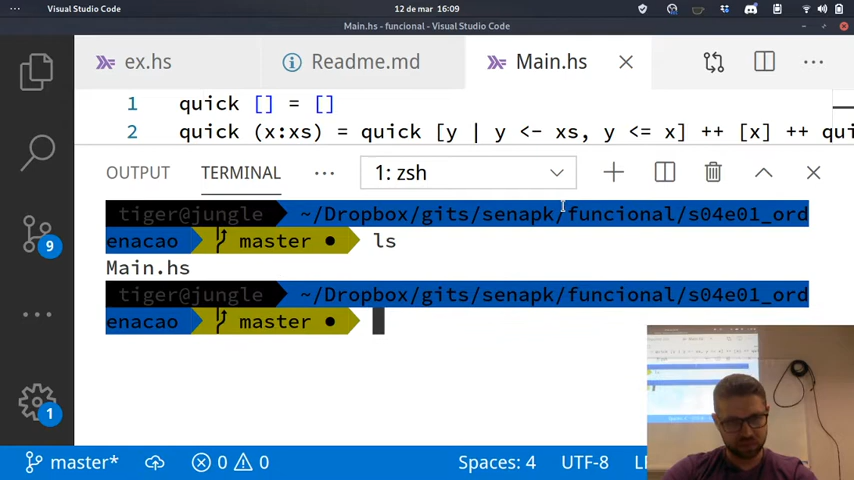 Visual Studio Code 12 de mar 16:09
Main.hs - funcional - Visual Studio Code
ex.hs Readme.md Main.hs
1 quick [] = []
2 quick (x:xs) = quick [y | y <- xs, y <= x] ++ [x] ++ qui
OUTPUT TERMINAL 1: zsh
tiger@jungle ~/Dropbox/gits/senapk/funcional/s04e01_ord
enacao master ● ls
Main.hs
tiger@jungle ~/Dropbox/gits/senapk/funcional/s04e01_ord
enacao master ●
9
1
master* 0 0 Spaces: 4 UTF-8